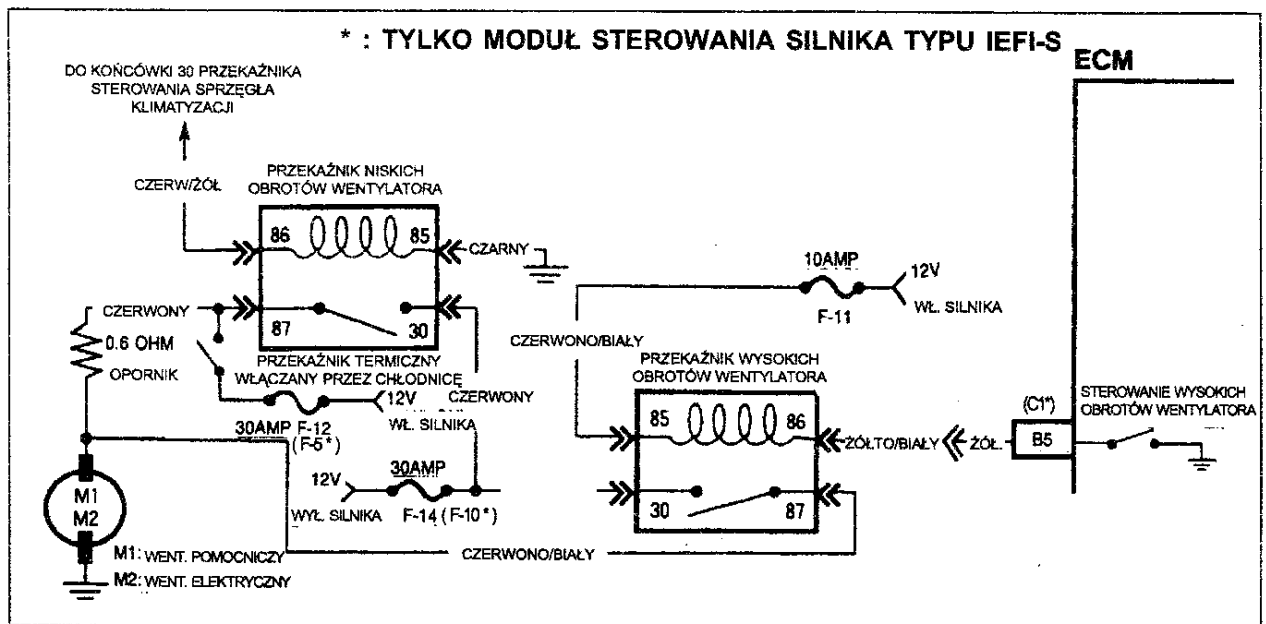 * : TYLKO MODUŁ STEROWANIA SILNIKA TYPU IEFI-S
ECM
DO KOŃCÓWKI 30 PRZEKAŹNIKA
STEROWANIA SPRZĘGŁA
KLIMATYZACJI
CZERW/ŻÓŁ
PRZEKAŹNIK NISKICH
OBROTÓW WENTYLATORA
86
85
CZARNY
CZERWONY
87
30
0.6 OHM
OPORNIK
PRZEKAŹNIK TERMICZNY
WŁĄCZANY PRZEZ CHŁODNICĘ
CZERWONY
12V
WŁ. SILNIKA
30AMP F-12
(F-5*)
12V
30AMP
WYŁ. SILNIKA
F-14 (F-10*)
M1
M2
M1: WENT. POMOCNICZY
M2: WENT. ELEKTRYCZNY
CZERWONO/BIAŁY
10AMP
12V
F-11
WŁ. SILNIKA
CZERWONO/BIAŁY
PRZEKAŹNIK WYSOKICH
OBROTÓW WENTYLATORA
85
86
30
87
ŻÓŁTO/BIAŁY
ŻÓŁ.
(C1*)
B5
STEROWANIE WYSOKICH
OBROTÓW WENTYLATORA